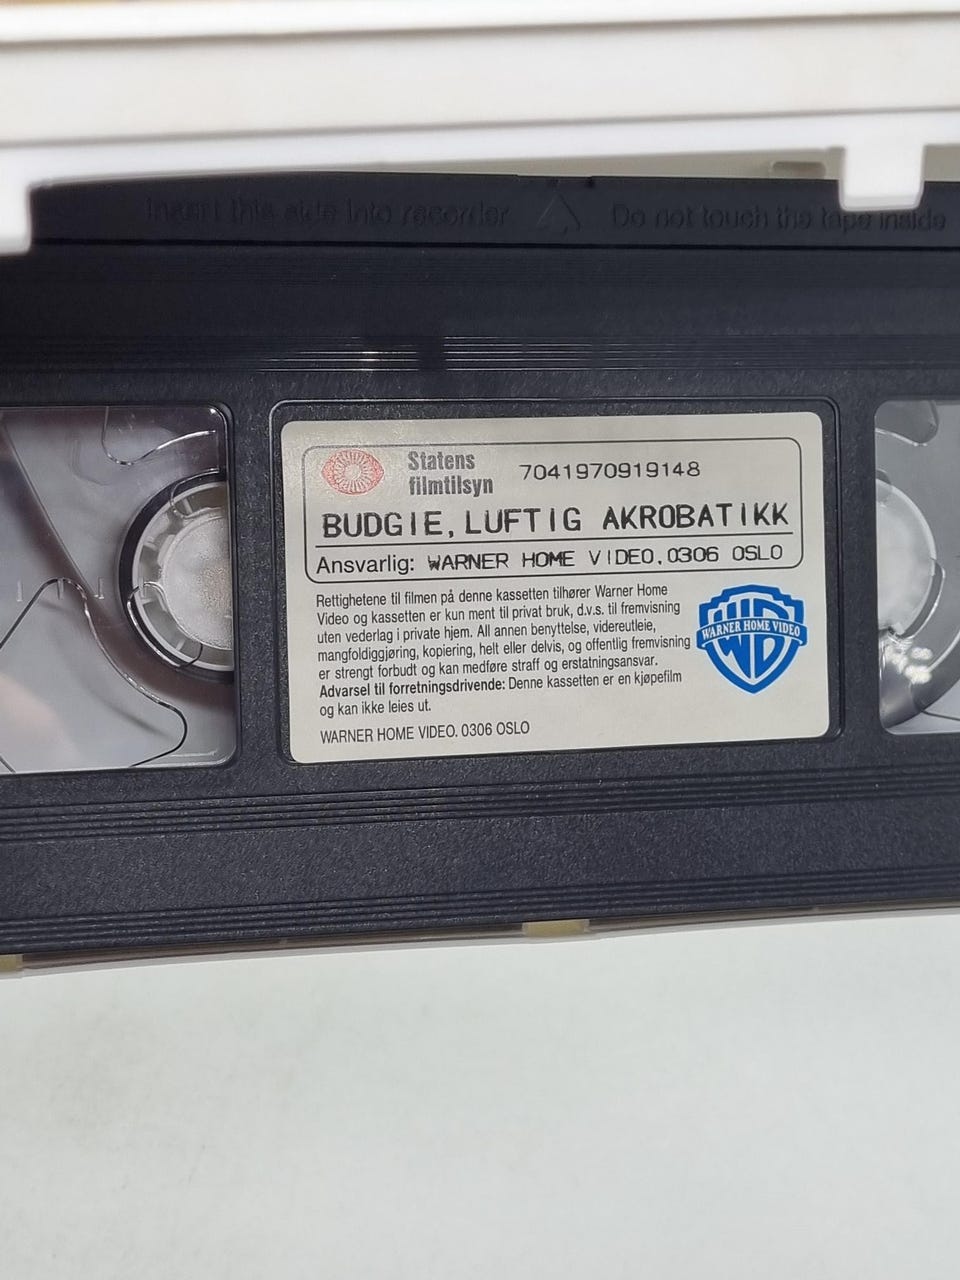 Insert this side into recorder Do not touch the tape inside
Statens
filmtilsyn
7041970919148
BUDGIE, LUFTIG AKROBATIKK
Ansvarlig: WARNER HOME VIDEO. 0306 OSLO
Rettighetene til filmen på denne kassetten tilhører Warner Home
Video og kassetten er kun ment til privat bruk, d.v.s. til fremvisning
uten vederlag i private hjem. All annen benyttelse, videreutleie,
mangfoldiggjøring, kopiering, helt eller delvis, og offentlig fremvisning
er strengt forbudt og kan medføre straff og erstatningsansvar.
Advarsel til forretningsdrivende: Denne kassetten er en kjøpefilm
og kan ikke leies ut.
WARNER HOME VIDEO. 0306 OSLO
WARNER HOME VIDEO